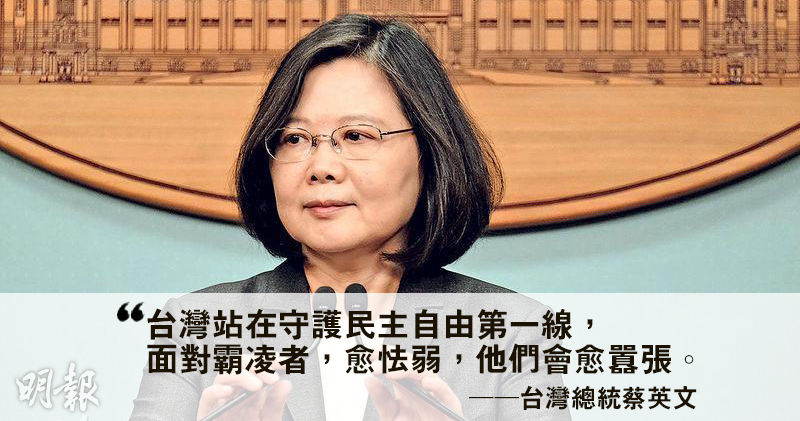 ❝台灣站在守護民主自由第一線，
面對霸凌者，愈怯弱，他們會愈囂張。
明報
──台灣總統蔡英文